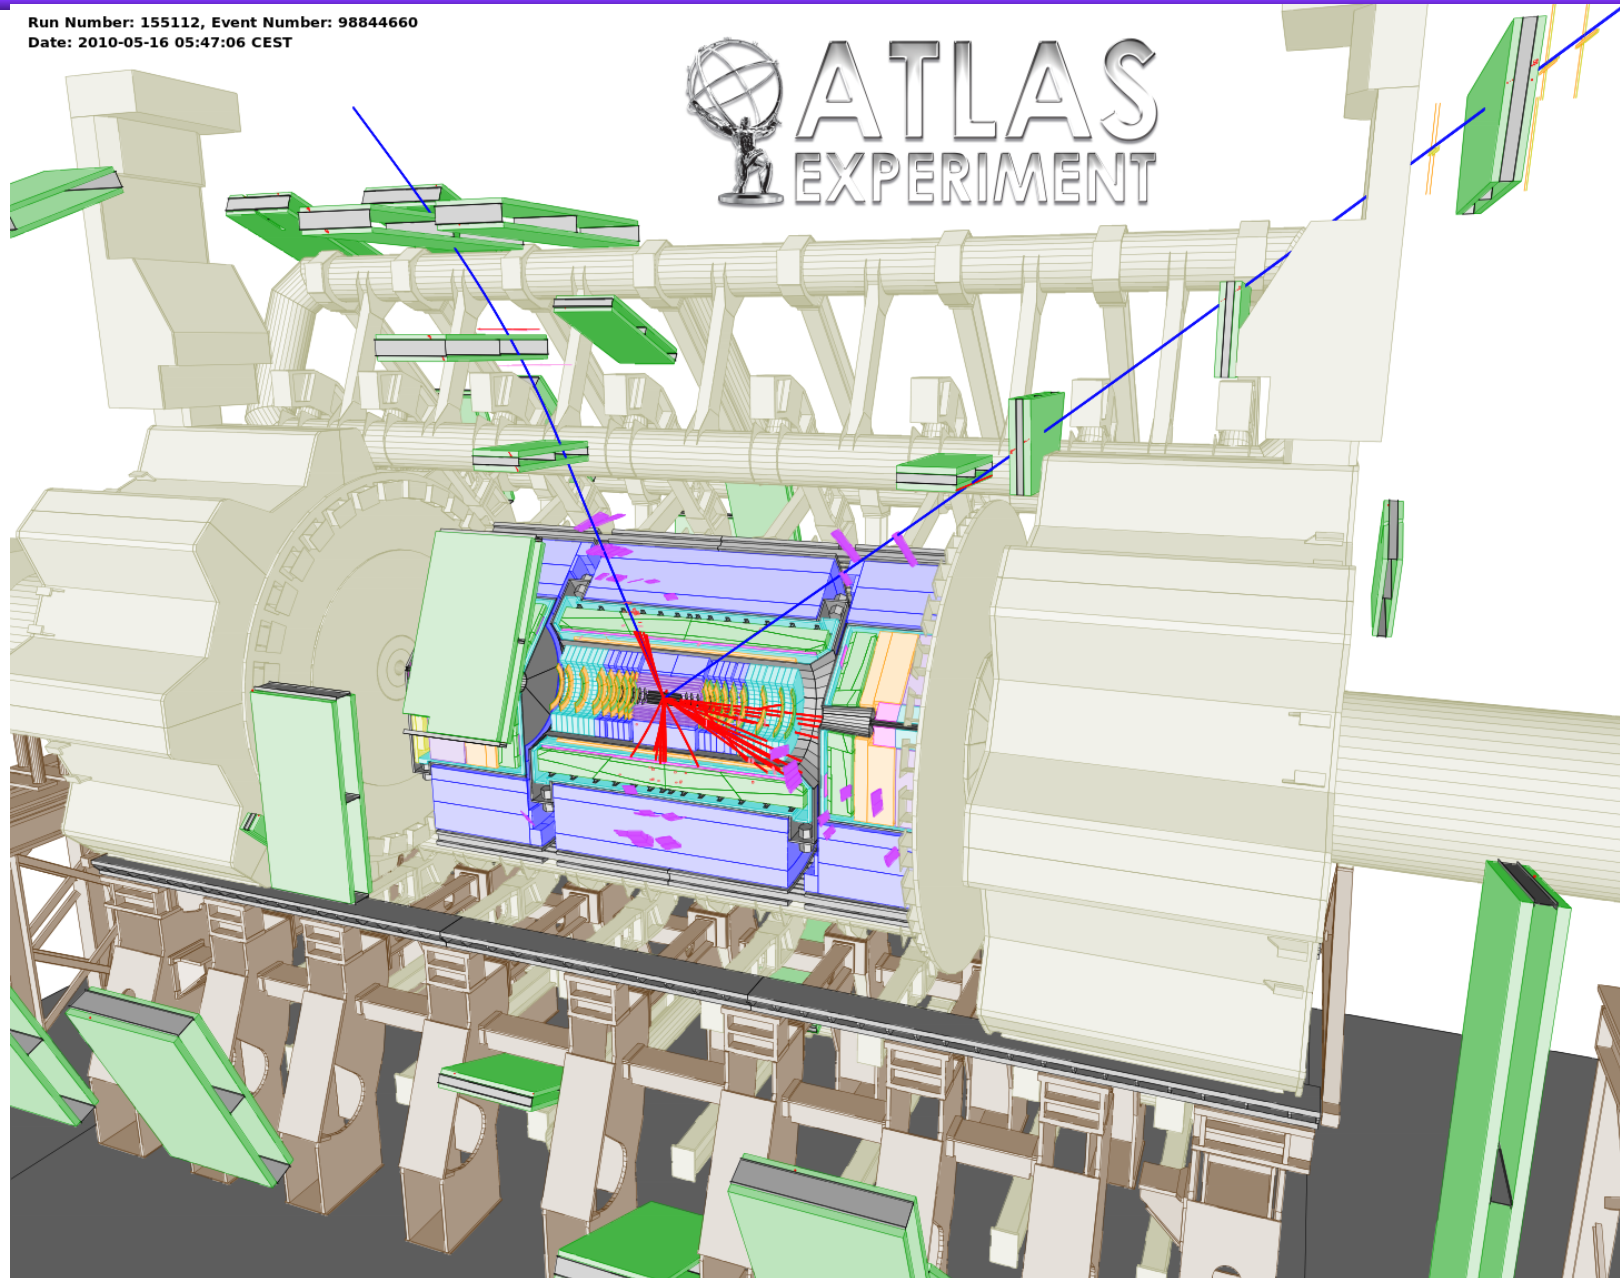 Run Number: 155112, Event Number: 98844660
Date: 2010-05-16 05:47:06 CEST
ATLAS
EXPERIMENT